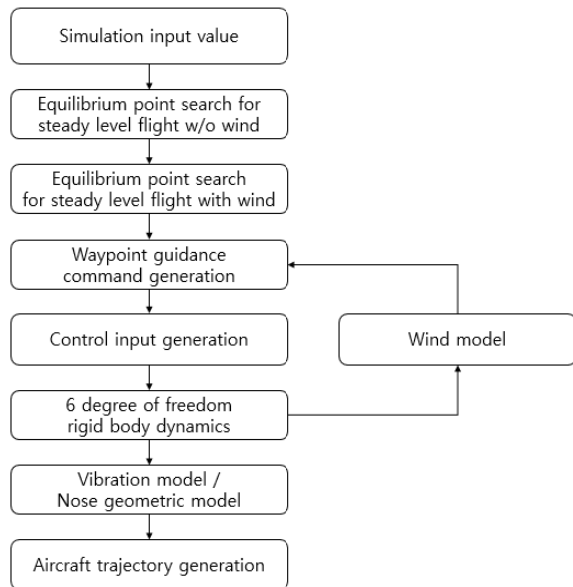 Simulation input value
Equilibrium point search for
steady level flight w/o wind
Equilibrium point search
for steady level flight with wind
Waypoint guidance
command generation
Control input generation
Wind model
6 degree of freedom
rigid body dynamics
Vibration model /
Nose geometric model
Aircraft trajectory generation